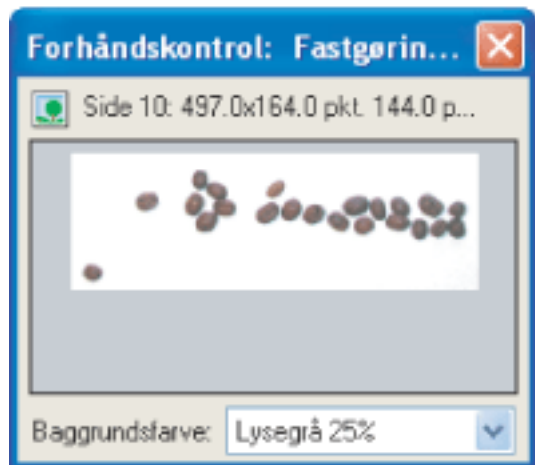 Forhåndskontrol: Fastgørin...
Side 10: 497.0x164.0 pkt. 144.0 p...
Baggrundsfarve: Lysegrå 25%